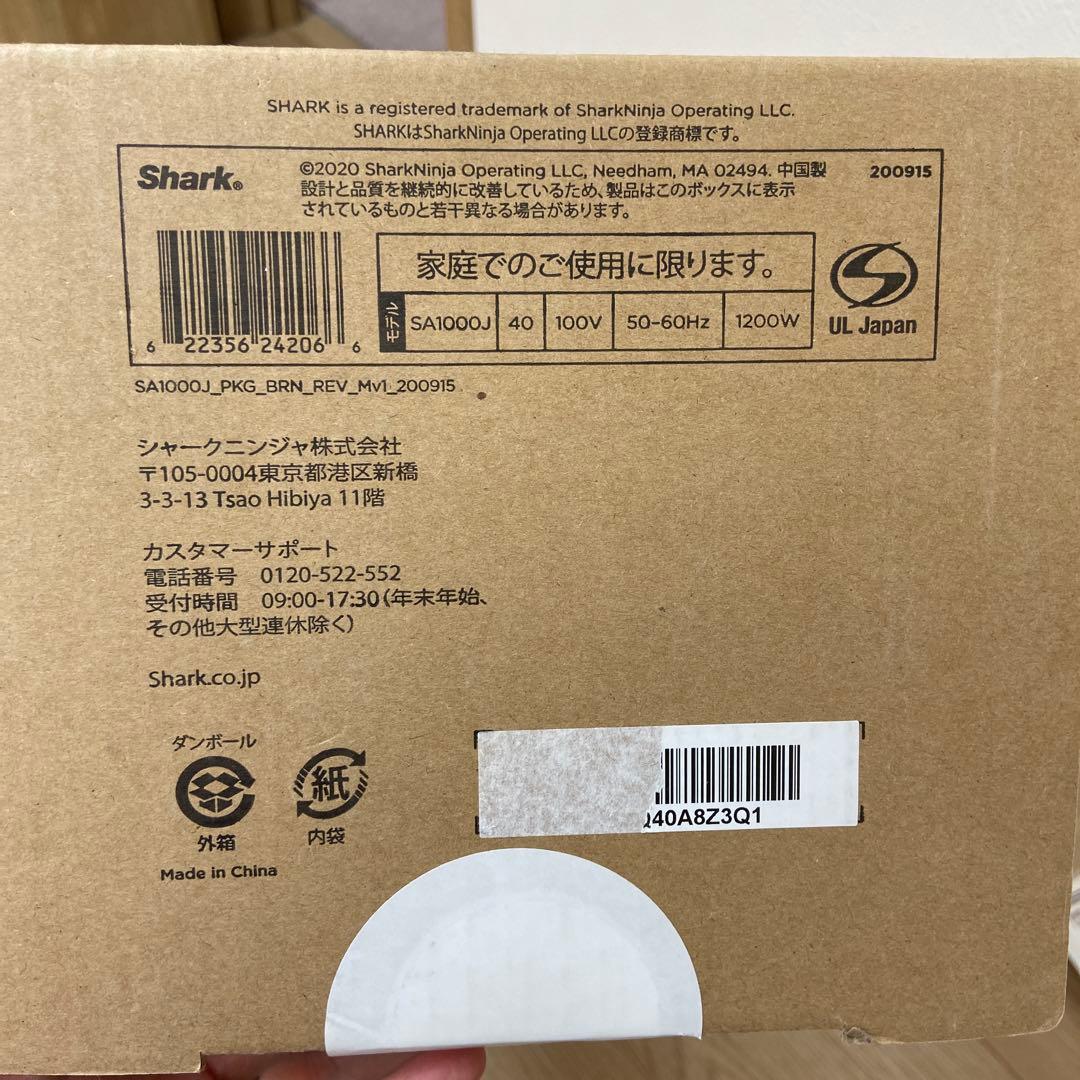 SHARK is a registered trademark of SharkNinja Operating LLC.
SHARKはSharkNinja Operating LLCの登録商標です。
Shark®
©2020 SharkNinja Operating LLC, Needham, MA 02494. 中国製
設計と品質を継続的に改善しているため、製品はこのボックスに表示
されているものと若干異なる場合があります。
200915
家庭でのご使用に限ります。
モデル SA1000J 40 100V 50-60Hz 1200W
UL Japan
6 22356 24206 6
SA1000J_PKG_BRN_REV_Mv1_200915
シャークニンジャ株式会社
〒105-0004東京都港区新橋
3-3-13 Tsao Hibiya 11階
カスタマーサポート
電話番号 0120-522-552
受付時間 09:00-17:30(年末年始、
その他大型連休除く)
Shark.co.jp
ダンボール
外箱
紙
内袋
Made in China
40A8Z3Q1